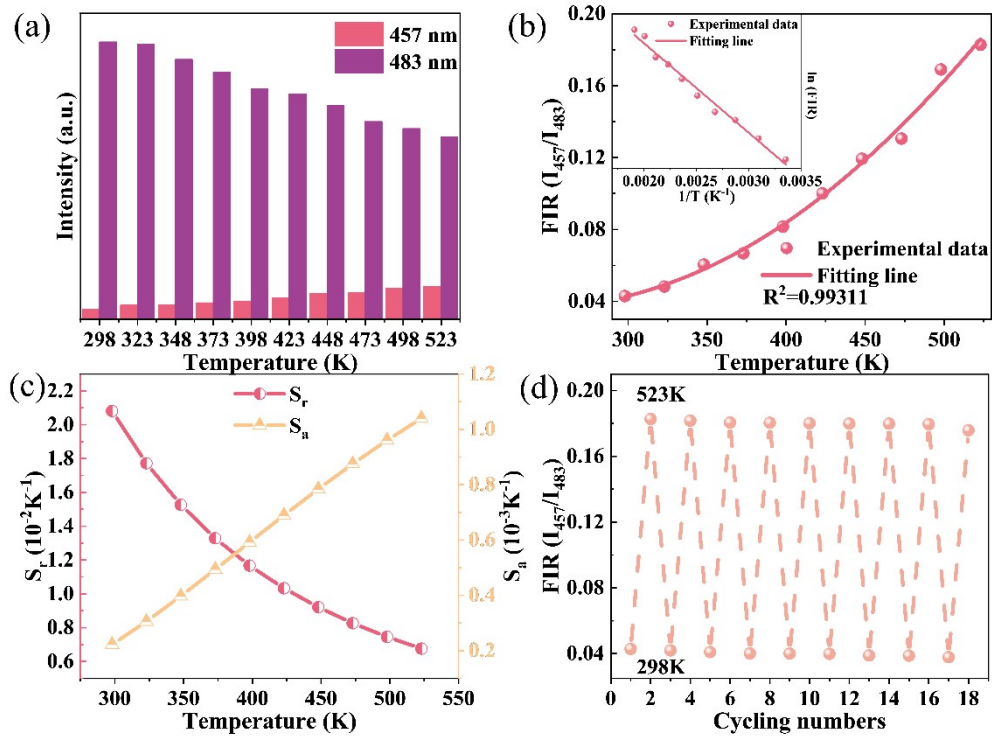 (a)
457 nm
483 nm
Intensity (a.u.)
298 323 348 373 398 423 448 473 498 523
Temperature (K)
(b)
0.20
0.16
0.12
0.08
0.04
FIR (I457/I483)
Experimental data
Fitting line
ln (FIR)
0.0020 0.0025 0.0030 0.0035
1/T (K⁻¹)
Experimental data
Fitting line
R²=0.99311
300 350 400 450 500
Temperature (K)
(c)
2.2
2.0
1.8
1.6
1.4
1.2
1.0
0.8
0.6
Sr (10⁻²K⁻¹)
Sr
Sa
1.2
1.0
0.8
0.6
0.4
0.2
Sa (10⁻³K⁻¹)
300 350 400 450 500 550
Temperature (K)
(d)
0.20
0.16
0.12
0.08
0.04
FIR (I457/I483)
523K
298K
0 2 4 6 8 10 12 14 16 18
Cycling numbers